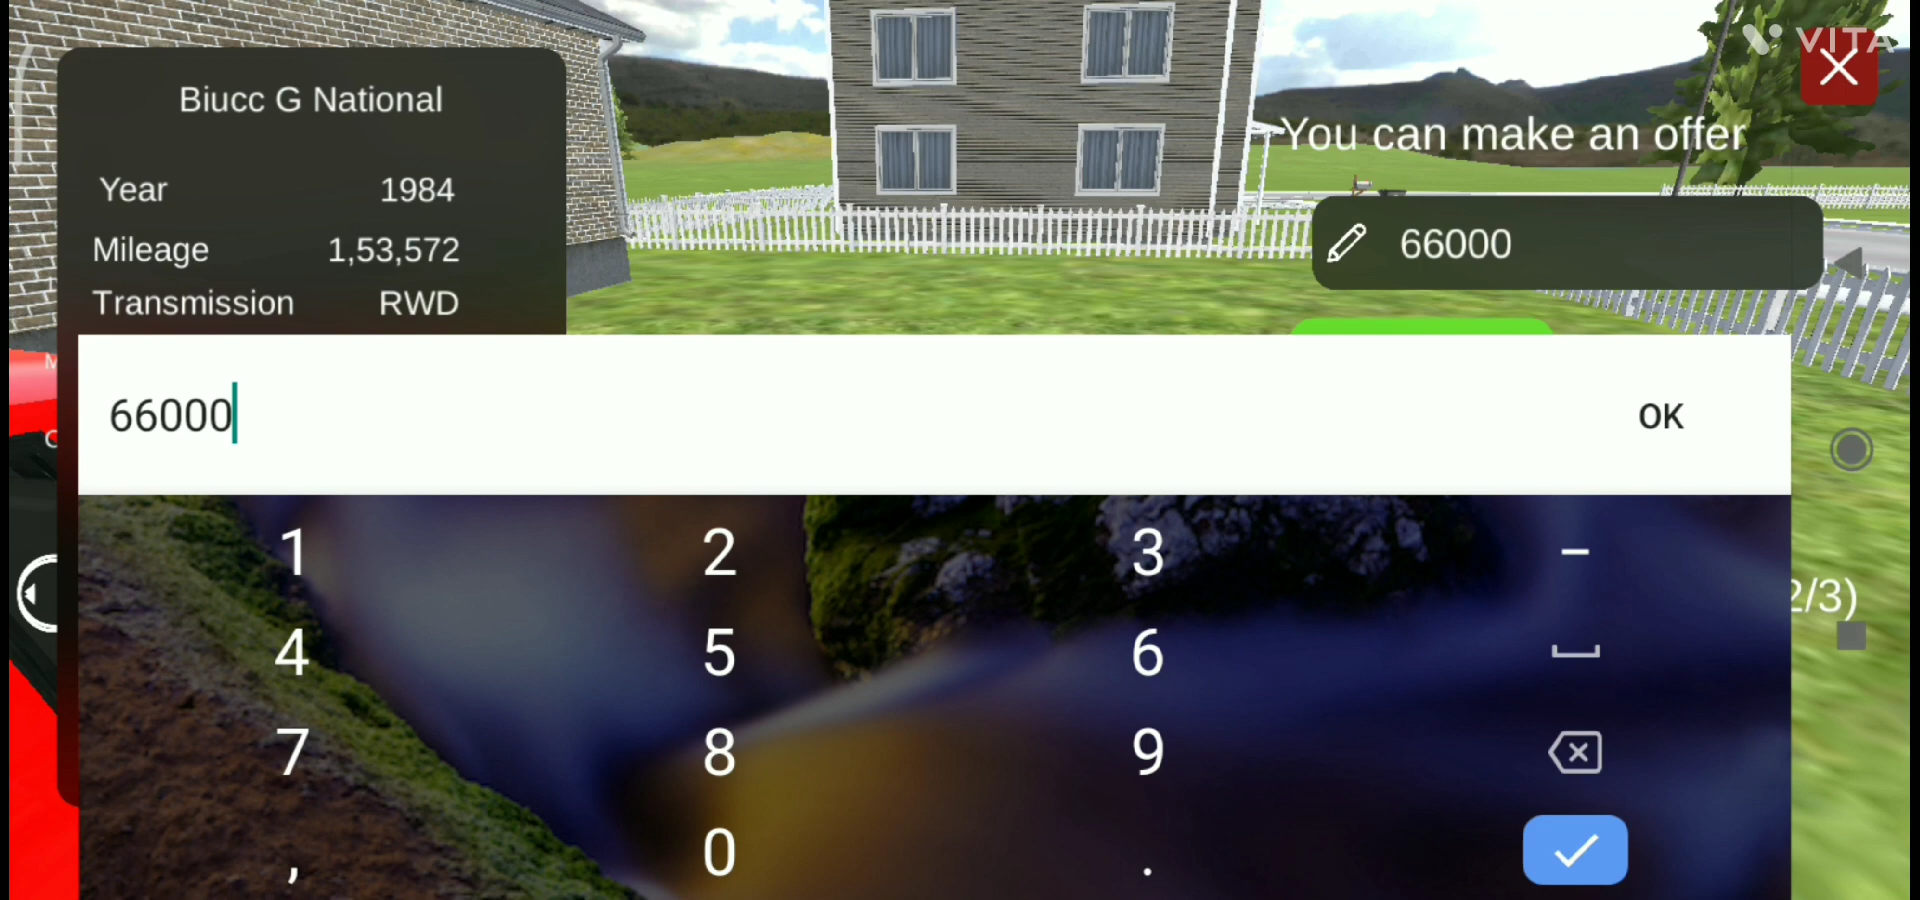 VITA
Biucc G National
You can make an offer
Year 1984
Mileage 1,53,572
Transmission RWD
66000
66000
OK
1 2 3 -
4 5 6
2/3)
7 8 9
, 0 .